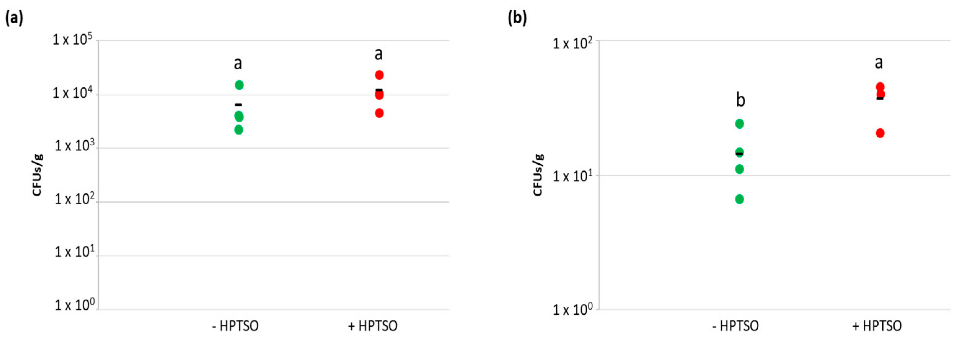 (a)
1 x 10⁵
1 x 10⁴
1 x 10³
1 x 10²
1 x 10¹
1 x 10⁰
CFUs/g
a
a
- HPTSO
+ HPTSO
(b)
1 x 10²
1 x 10¹
1 x 10⁰
CFUs/g
b
a
- HPTSO
+ HPTSO